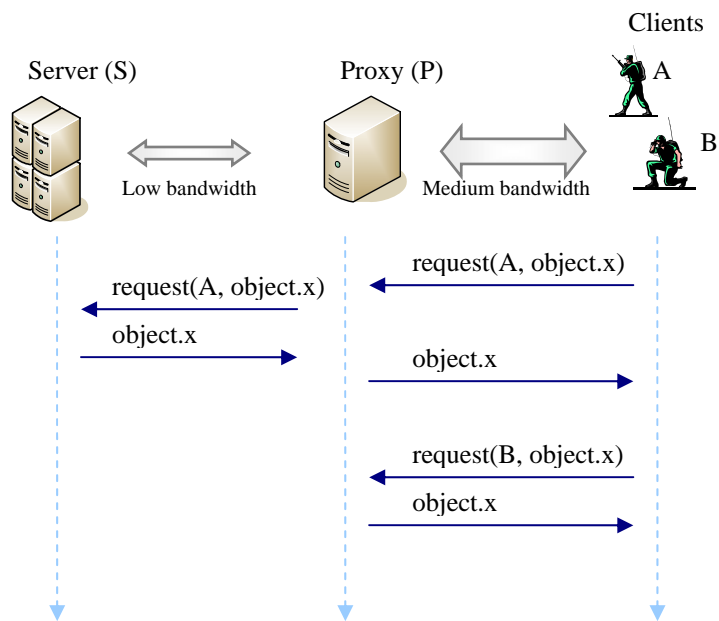 Clients
Server (S)
Proxy (P)
A
B
Low bandwidth
Medium bandwidth
request(A, object.x)
request(A, object.x)
object.x
object.x
request(B, object.x)
object.x